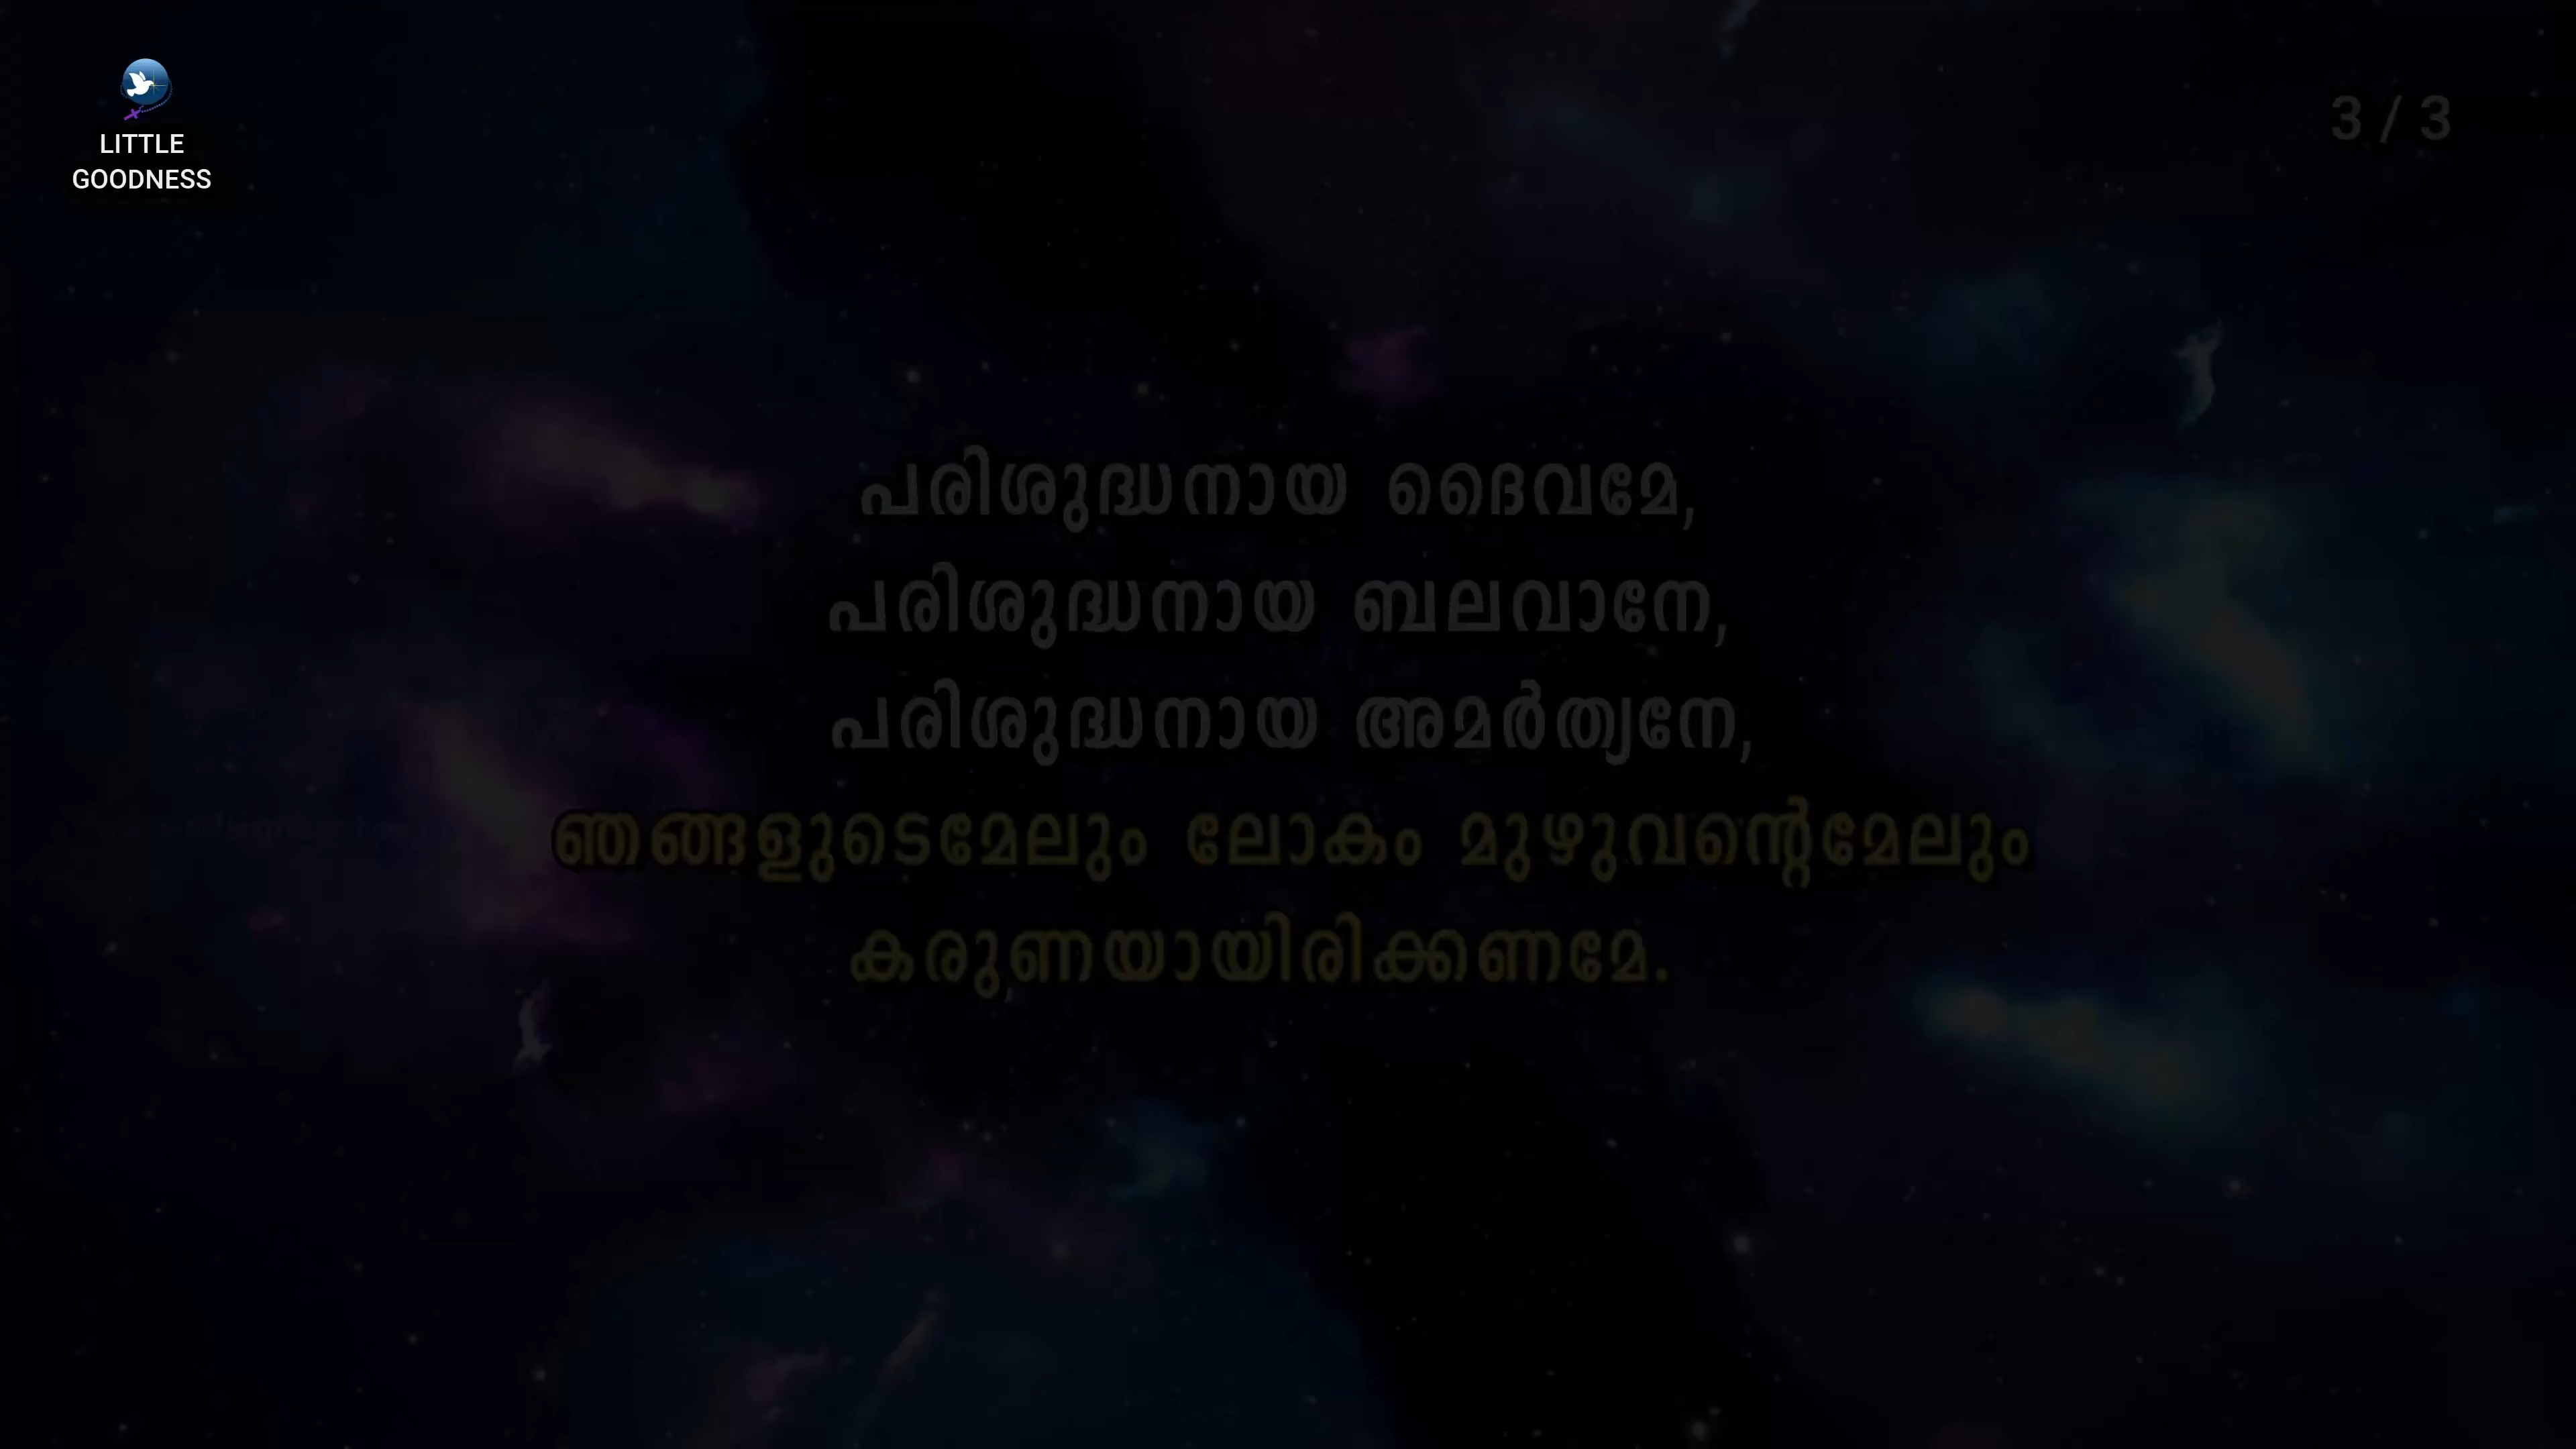 LITTLE
GOODNESS
3 / 3
പരിശുദ്ധനായ ദൈവമേ,
പരിശുദ്ധനായ ബലവാനേ,
പരിശുദ്ധനായ അമർത്യനേ,
ഞങ്ങളുടെമേലും ലോകം മുഴുവന്റെമേലും
കരുണയായിരിക്കണമേ.